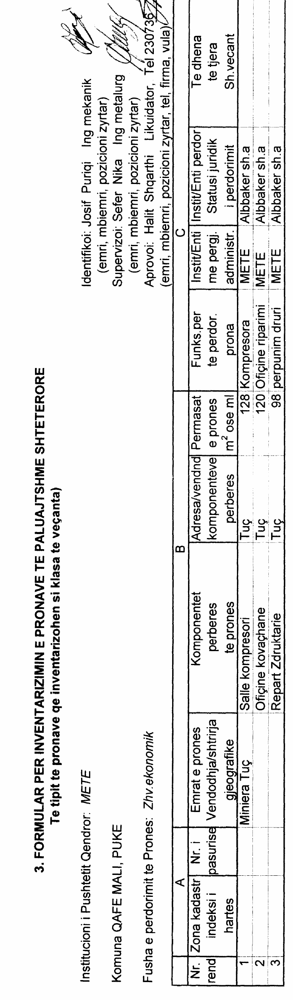 3. FORMULAR PER INVENTARIZIMIN E PRONAVE TE PALUAJTSHME SHTETERORE
Te tipit te pronave qe inventarizohen si klasa te veçanta)
Institucioni i Pushtetit Qendror: METE
Komuna QAFE MALI, PUKE
Fusha e perdorimit te Prones: Zhv.ekonomik
Identifikoi: Josif Puriqi Ing mekanik
(emri, mbiemri, pozicioni zyrtar)
Supervizoi: Sefer Nika Ing metalurg
(emri, mbiemri, pozicioni zyrtar)
Aprovoi: Halit Shqarthi Likuidator, Tel 230736
(emri, mbiemri, pozicioni zyrtar, tel, firma, vula)
A B C
Nr. Zona kadastr Nr. i Emrat e prones Komponentet Adresa/vendnd Permasat Funks.per Instit/Enti Instit/Enti perdor Te dhena
rend indeksi i pasurise Vendodhja/shtrirja perberes komponenteve e prones te perdor. me pergj. Statusi juridik te tjera
hartes gjeografike te prones perberes m² ose ml prona administr. i perdorimit Sh.vecant
1 Miniera Tuç Salle kompresori Tuç 128 Kompresora METE Albbaker sh.a
2 Ofiçine kovaçhane Tuç 120 Ofiçine riparimi METE Albbaker sh.a
3 Repart Zdruktarie Tuç 98 perpunim druri METE Albbaker sh.a